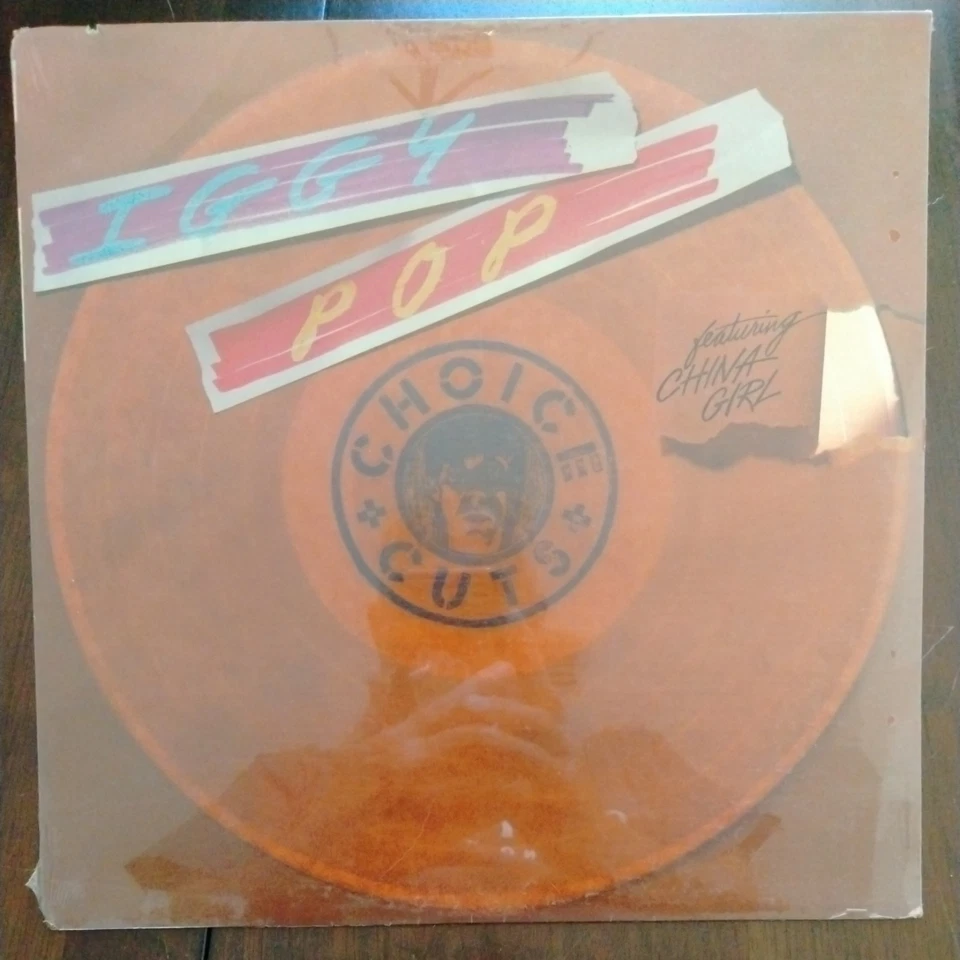 IGGY
POP
featuring
CHINA
GIRL
CHOICE
CUTS